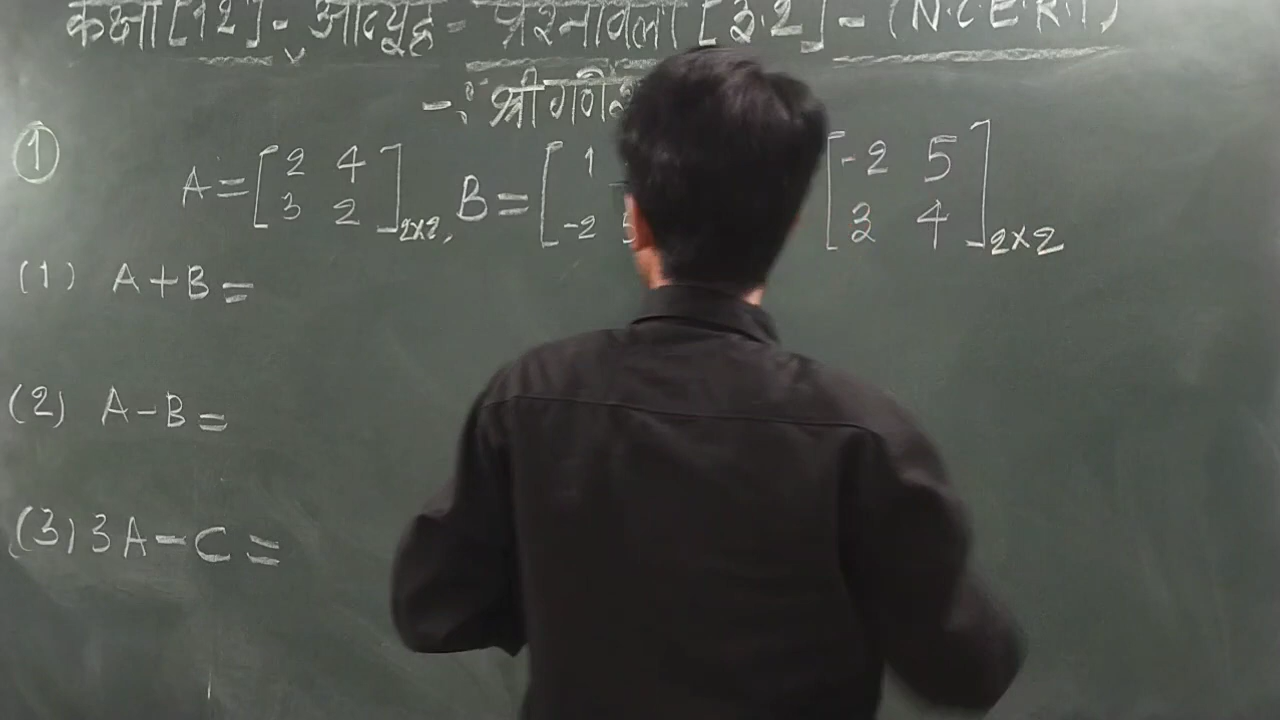 कक्षा [12] - आव्यूह - प्रश्नावली [3.2] - (N.C.E.R.T)
-: श्री
①
A = [2 4 3 2]2×2, B = [1 -2 5 [-2 5 3 4]2×2
(1) A+B =
(2) A-B =
(3) 3A-C =